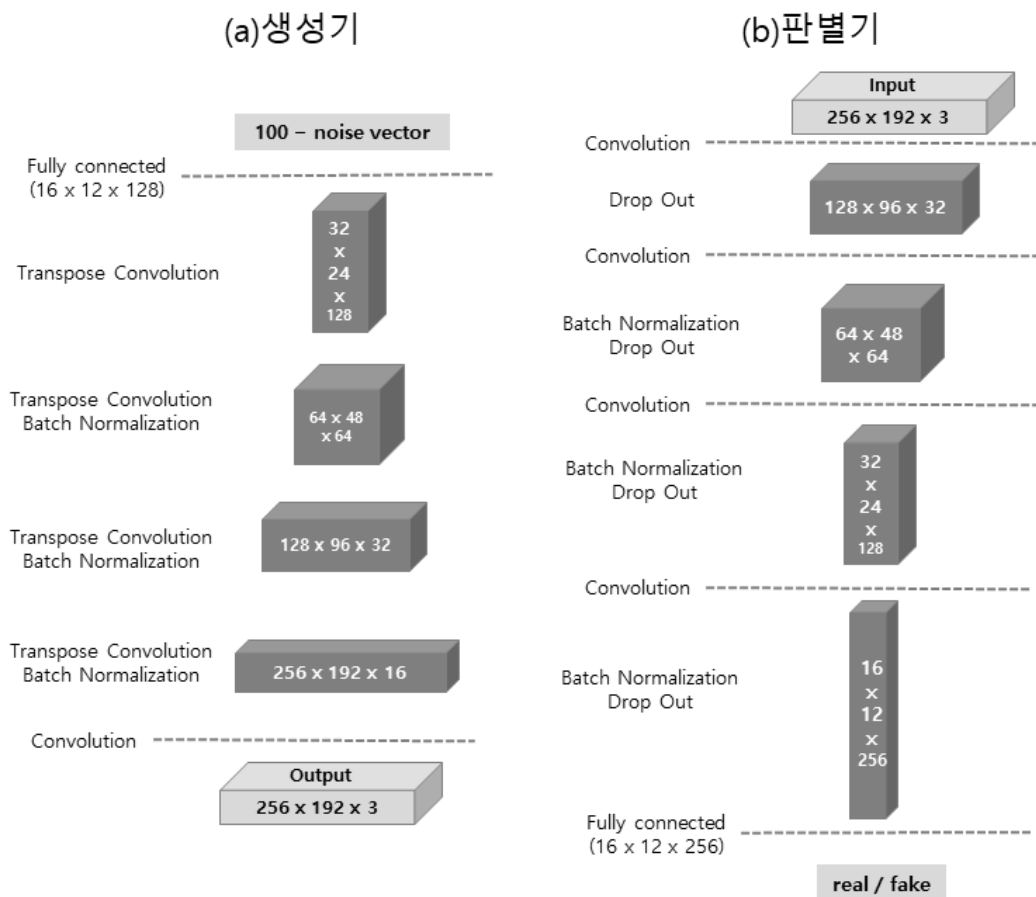 (a)생성기
100 – noise vector
Fully connected
(16 x 12 x 128)
32
x
24
x
128
Transpose Convolution
Transpose Convolution
Batch Normalization
64 x 48
x 64
Transpose Convolution
Batch Normalization
128 x 96 x 32
Transpose Convolution
Batch Normalization
256 x 192 x 16
Convolution
Output
256 x 192 x 3
(b)판별기
Input
256 x 192 x 3
Convolution
Drop Out
128 x 96 x 32
Convolution
Batch Normalization
Drop Out
64 x 48
x 64
Convolution
Batch Normalization
Drop Out
32
x
24
x
128
Convolution
Batch Normalization
Drop Out
16
x
12
x
256
Fully connected
(16 x 12 x 256)
real / fake